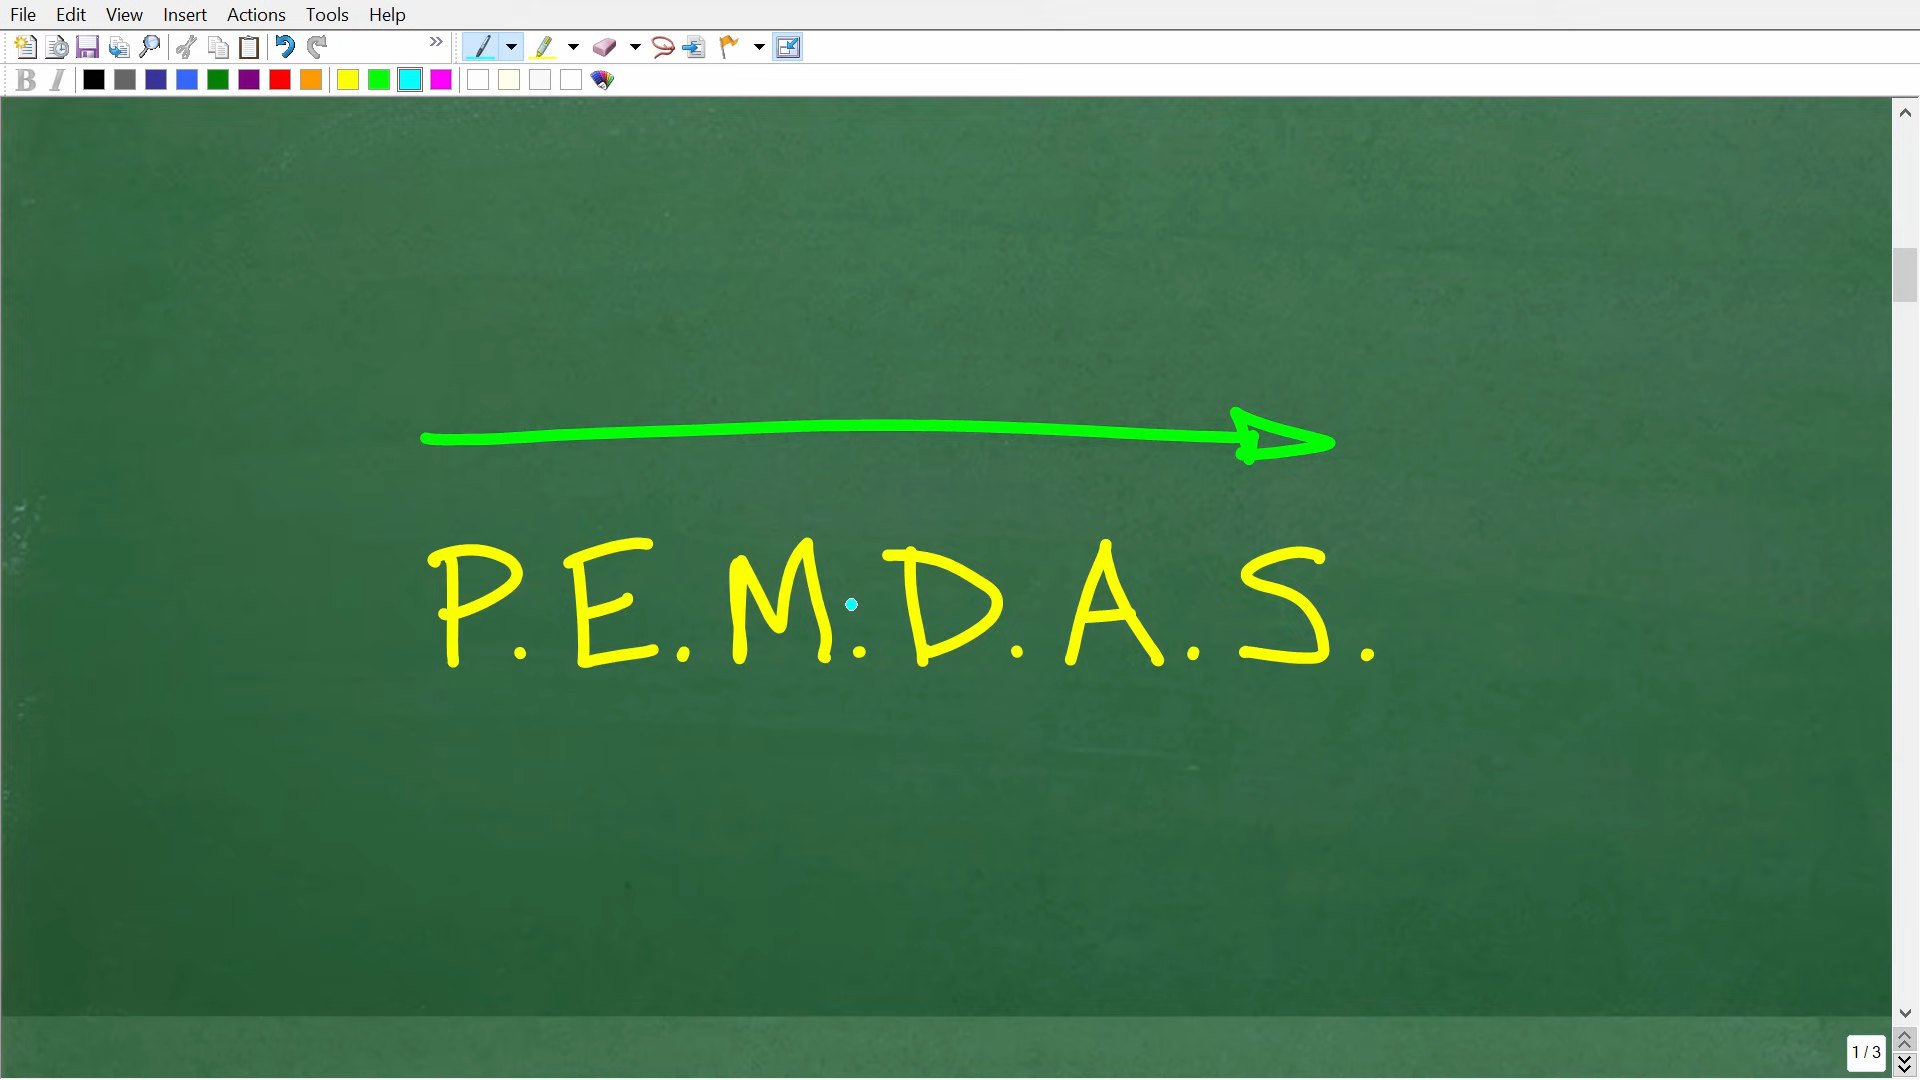 File Edit View Insert Actions Tools Help
B I
P.E.M.D.A.S.
1 / 3